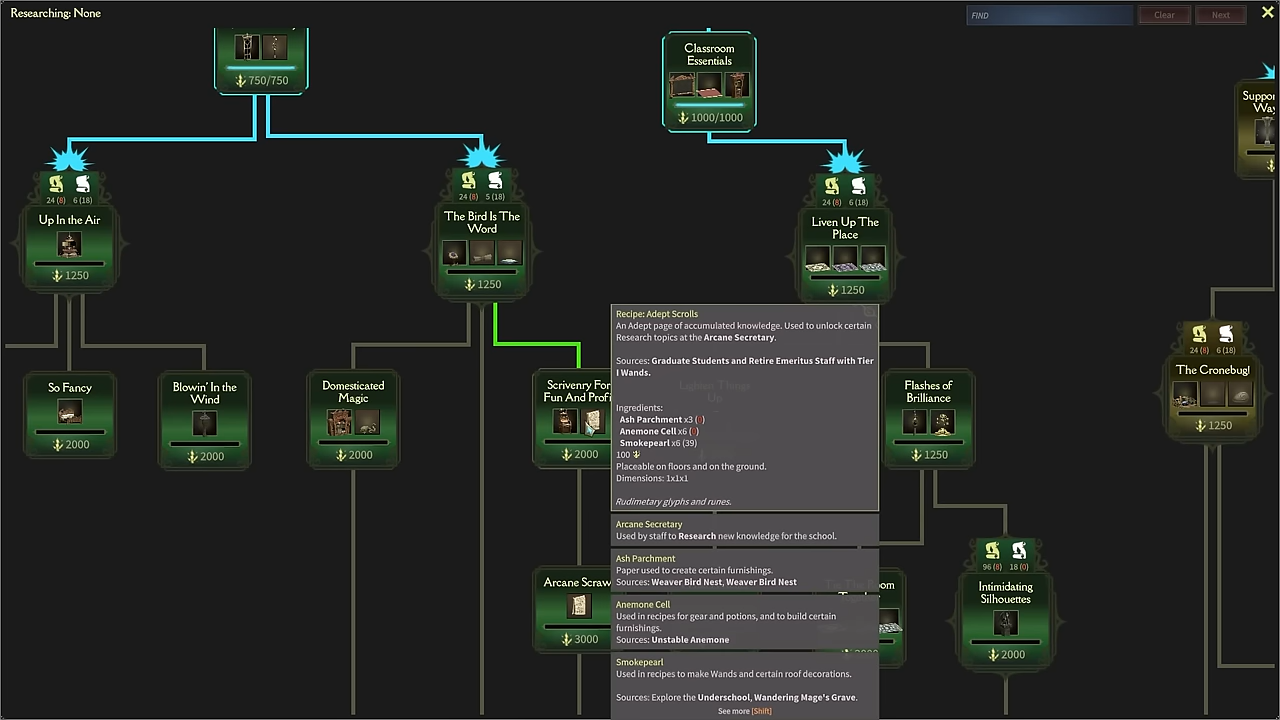 Researching: None
FIND
Clear
Next
750/750
Classroom
Essentials
1000/1000
Suppor
Way
24 (8) 6 (18)
Up In the Air
1250
24 (8) 5 (18)
The Bird Is The
Word
1250
24 (8) 6 (18)
Liven Up The
Place
1250
24 (8) 6 (18)
The Cronebug!
1250
So Fancy
2000
Blowin' In the
Wind
2000
Domesticated
Magic
2000
Scrivenry For
Fun And Profi
2000
Lighten Things
Up
Flashes of
Brilliance
1250
Recipe: Adept Scrolls
An Adept page of accumulated knowledge. Used to unlock certain
Research topics at the Arcane Secretary.
Sources: Graduate Students and Retire Emeritus Staff with Tier
I Wands.
Ingredients:
Ash Parchment x3 (0)
Anemone Cell x6 (0)
Smokepearl x6 (39)
100
Placeable on floors and on the ground.
Dimensions: 1x1x1
Rudimetary glyphs and runes.
Arcane Secretary
Used by staff to Research new knowledge for the school.
Ash Parchment
Paper used to create certain furnishings.
Sources: Weaver Bird Nest, Weaver Bird Nest
Anemone Cell
Used in recipes for gear and potions, and to build certain
furnishings.
Sources: Unstable Anemone
Smokepearl
Used in recipes to make Wands and certain roof decorations.
Sources: Explore the Underschool, Wandering Mage's Grave.
See more [Shift]
Arcane Scraw
3000
96 (8) 18 (0)
Intimidating
Silhouettes
2000